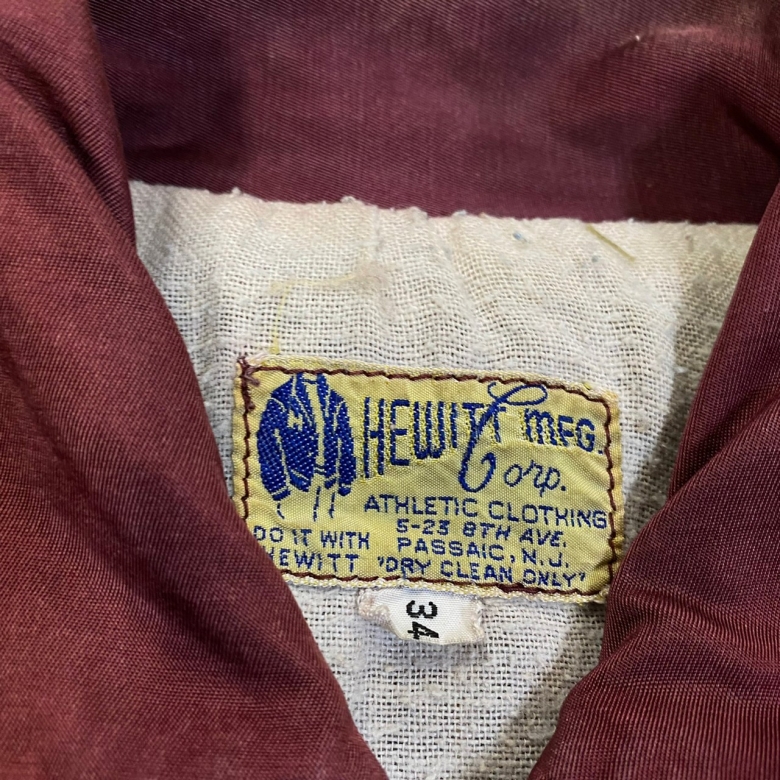 HEWITT MFG.
Corp.
ATHLETIC CLOTHING
5-23 8TH AVE.
PASSAIC, N.J.
DO IT WITH
HEWITT
"DRY CLEAN ONLY"
34